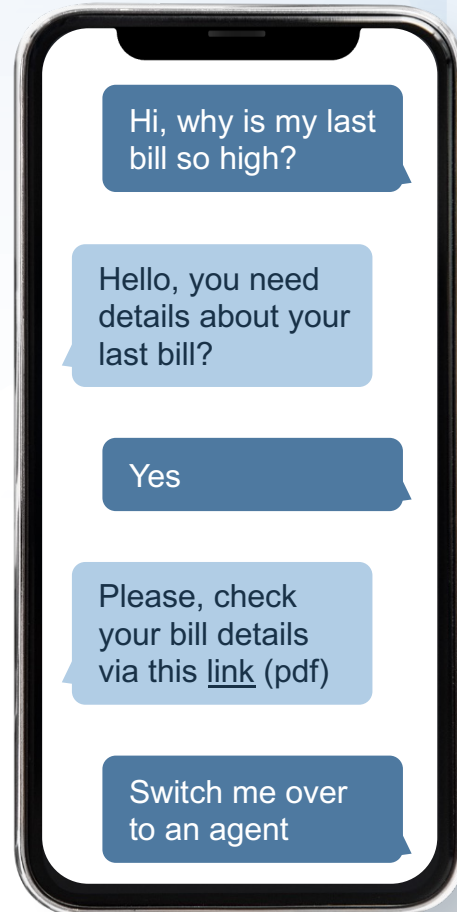 Hi, why is my last
bill so high?
Hello, you need
details about your
last bill?
Yes
Please, check
your bill details
via this link (pdf)
Switch me over
to an agent